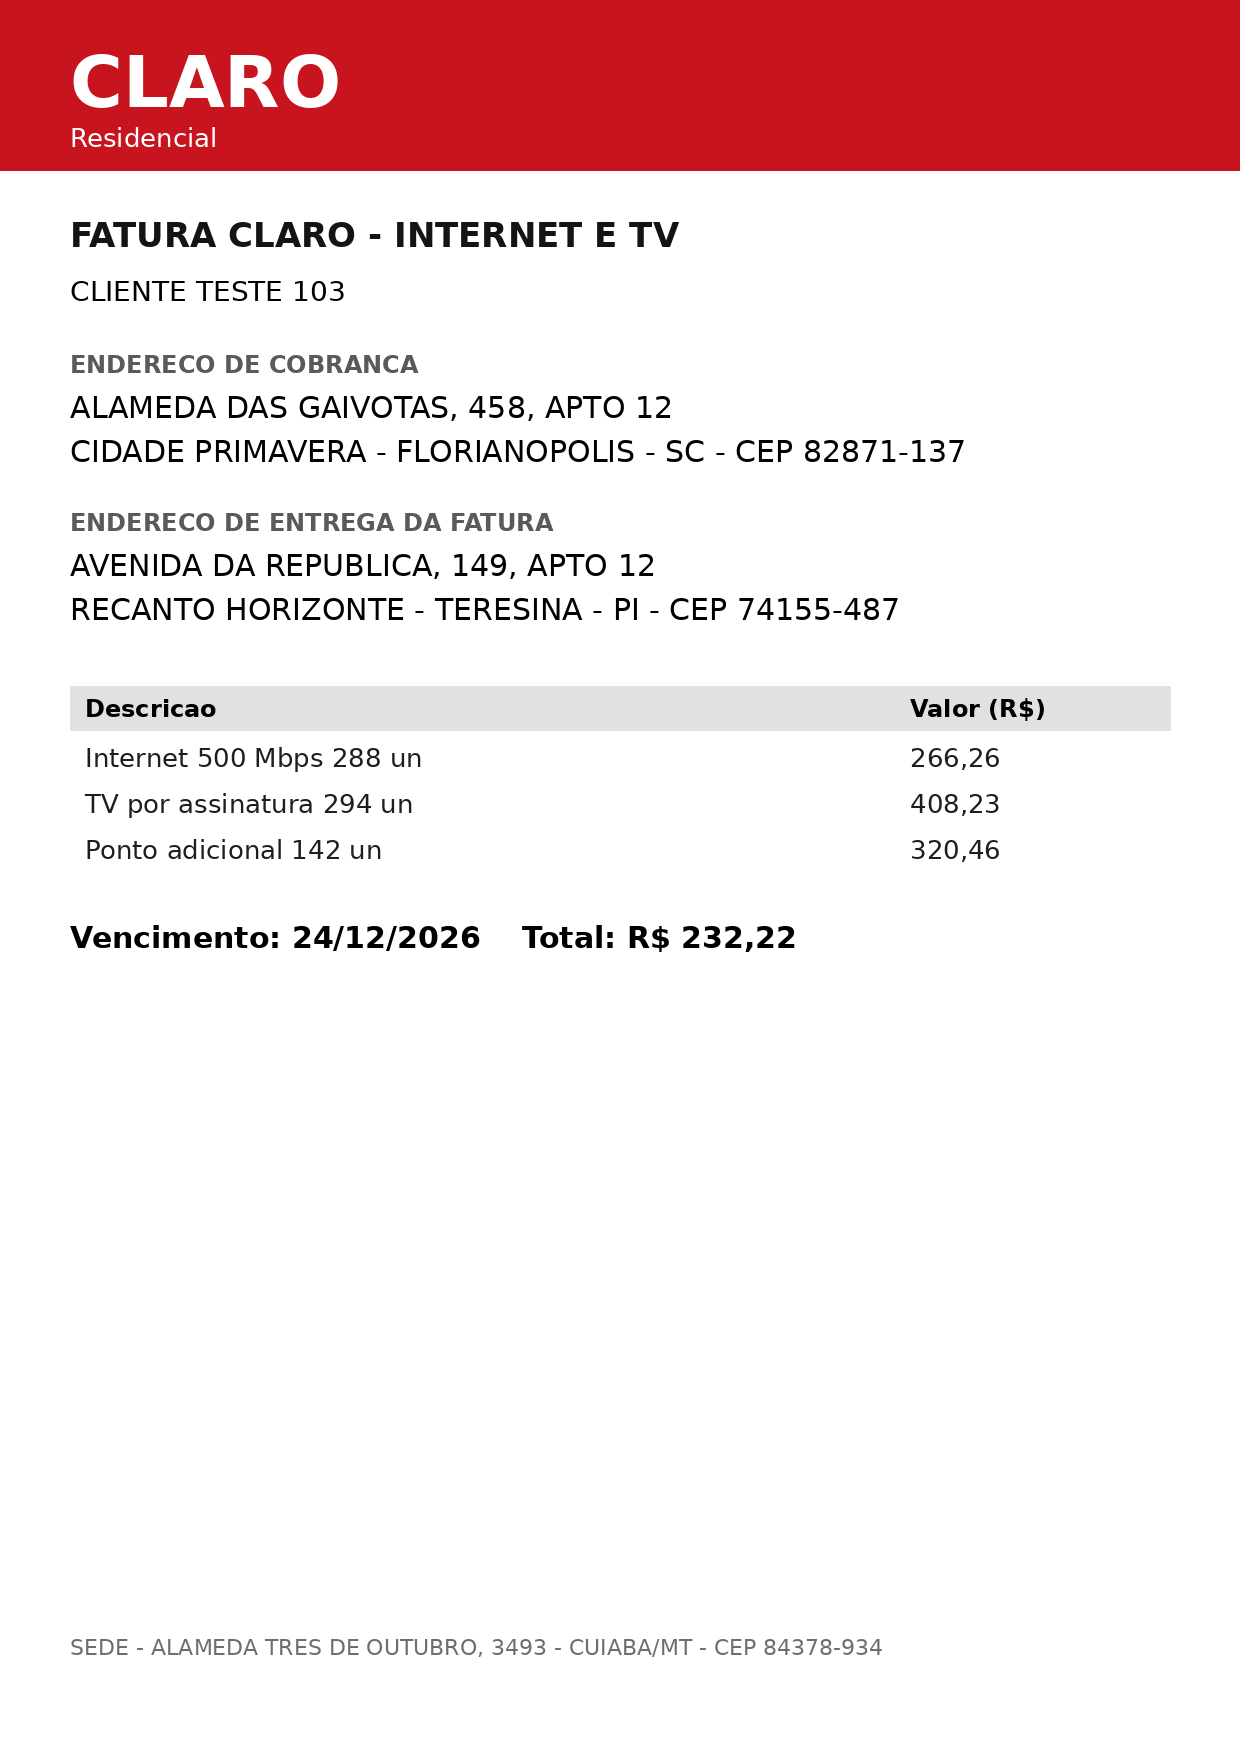 CLARO
Residencial
FATURA CLARO - INTERNET E TV
CLIENTE TESTE 103
ENDERECO DE COBRANCA
ALAMEDA DAS GAIVOTAS, 458, APTO 12
CIDADE PRIMAVERA - FLORIANOPOLIS - SC - CEP 82871-137
ENDERECO DE ENTREGA DA FATURA
AVENIDA DA REPUBLICA, 149, APTO 12
RECANTO HORIZONTE - TERESINA - PI - CEP 74155-487
Descricao Valor (R$)
Internet 500 Mbps 288 un 266,26
TV por assinatura 294 un 408,23
Ponto adicional 142 un 320,46
Vencimento: 24/12/2026 Total: R$ 232,22
SEDE - ALAMEDA TRES DE OUTUBRO, 3493 - CUIABA/MT - CEP 84378-934